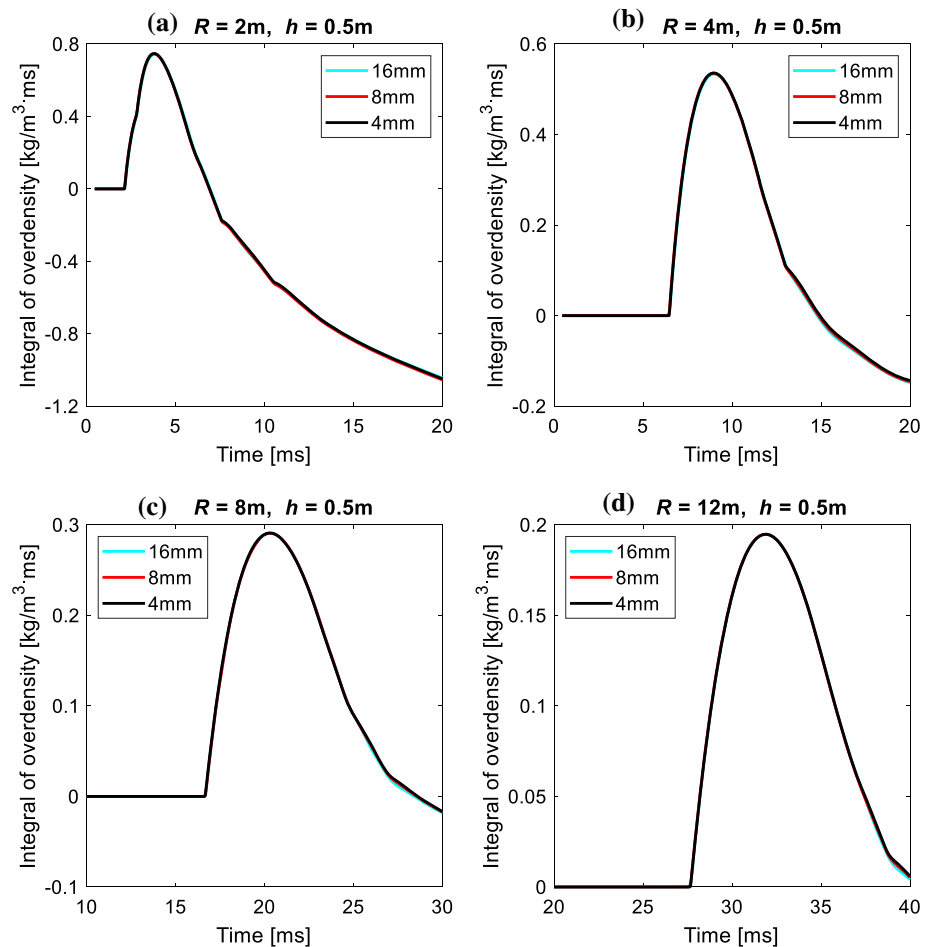 (a) R = 2m, h = 0.5m
Integral of overdensity [kg/m³·ms]
0.8
0.4
0
-0.4
-0.8
-1.2
16mm
8mm
4mm
0 5 10 15 20
Time [ms]
(b) R = 4m, h = 0.5m
Integral of overdensity [kg/m³·ms]
0.6
0.4
0.2
0
-0.2
16mm
8mm
4mm
0 5 10 15 20
Time [ms]
(c) R = 8m, h = 0.5m
Integral of overdensity [kg/m³·ms]
0.3
0.2
0.1
0
-0.1
16mm
8mm
4mm
10 15 20 25 30
Time [ms]
(d) R = 12m, h = 0.5m
Integral of overdensity [kg/m³·ms]
0.2
0.15
0.1
0.05
0
16mm
8mm
4mm
20 25 30 35 40
Time [ms]